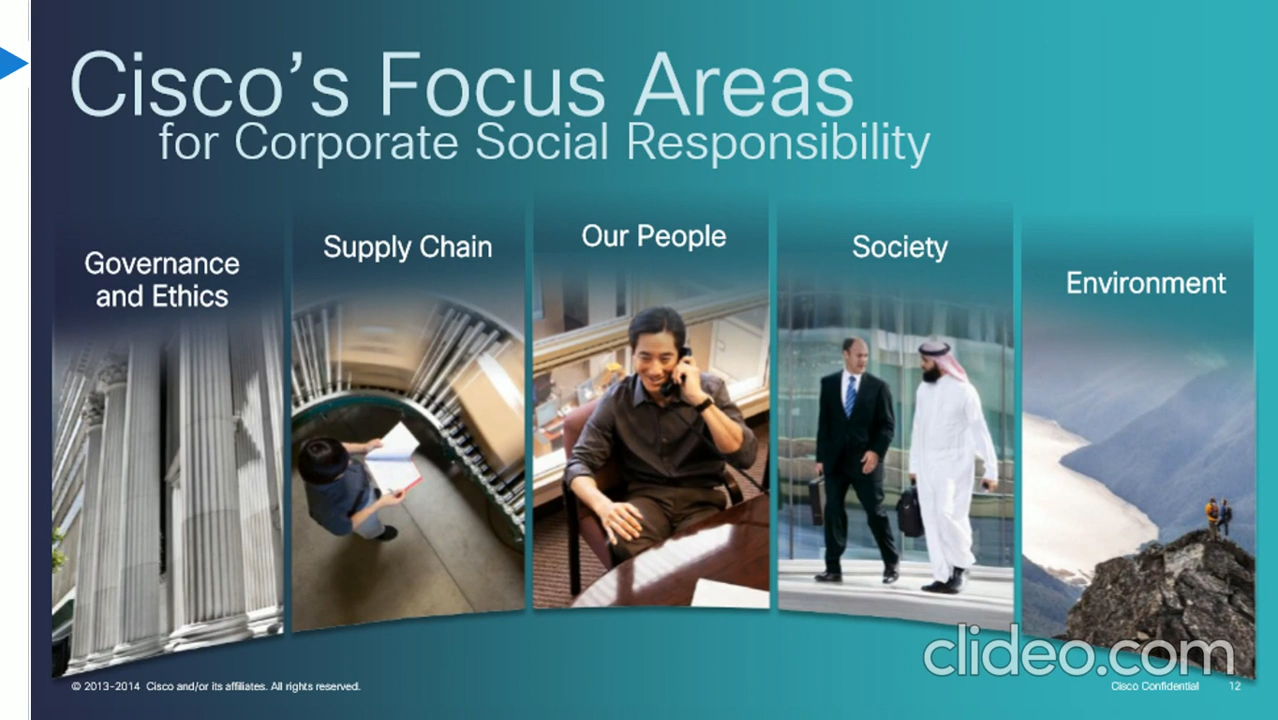 Cisco’s Focus Areas
for Corporate Social Responsibility
Governance
and Ethics
Supply Chain
Our People
Society
Environment
clideo.com
© 2013-2014 Cisco and/or its affiliates. All rights reserved.
Cisco Confidential 12